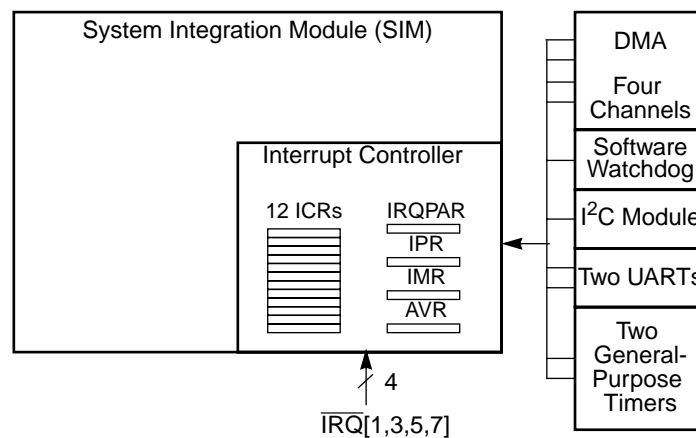 System Integration Module (SIM)
Interrupt Controller
12 ICRs
IRQPAR
IPR
IMR
AVR
4
IRQ[1,3,5,7]
DMA
Four
Channels
Software
Watchdog
I²C Module
Two UARTs
Two
General-
Purpose
Timers